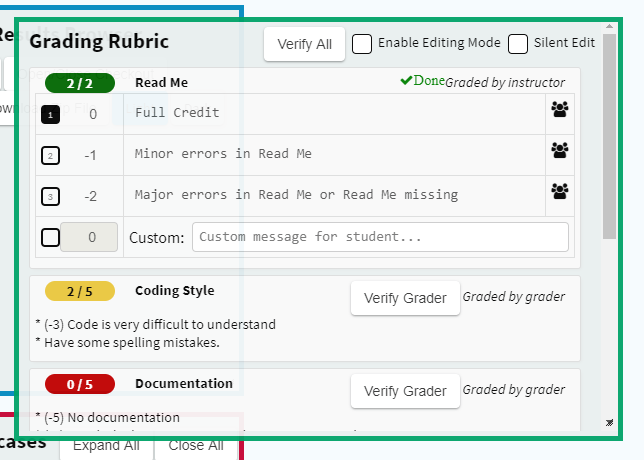 Grading Rubric
Verify All
Enable Editing Mode
Silent Edit
2 / 2
Read Me
Done
Graded by instructor
1
0
Full Credit
2
-1
Minor errors in Read Me
3
-2
Major errors in Read Me or Read Me missing
0
Custom:
Custom message for student...
2 / 5
Coding Style
Verify Grader
Graded by grader
* (-3) Code is very difficult to understand
* Have some spelling mistakes.
0 / 5
Documentation
Verify Grader
Graded by grader
* (-5) No documentation
cases
Expand All
Close All